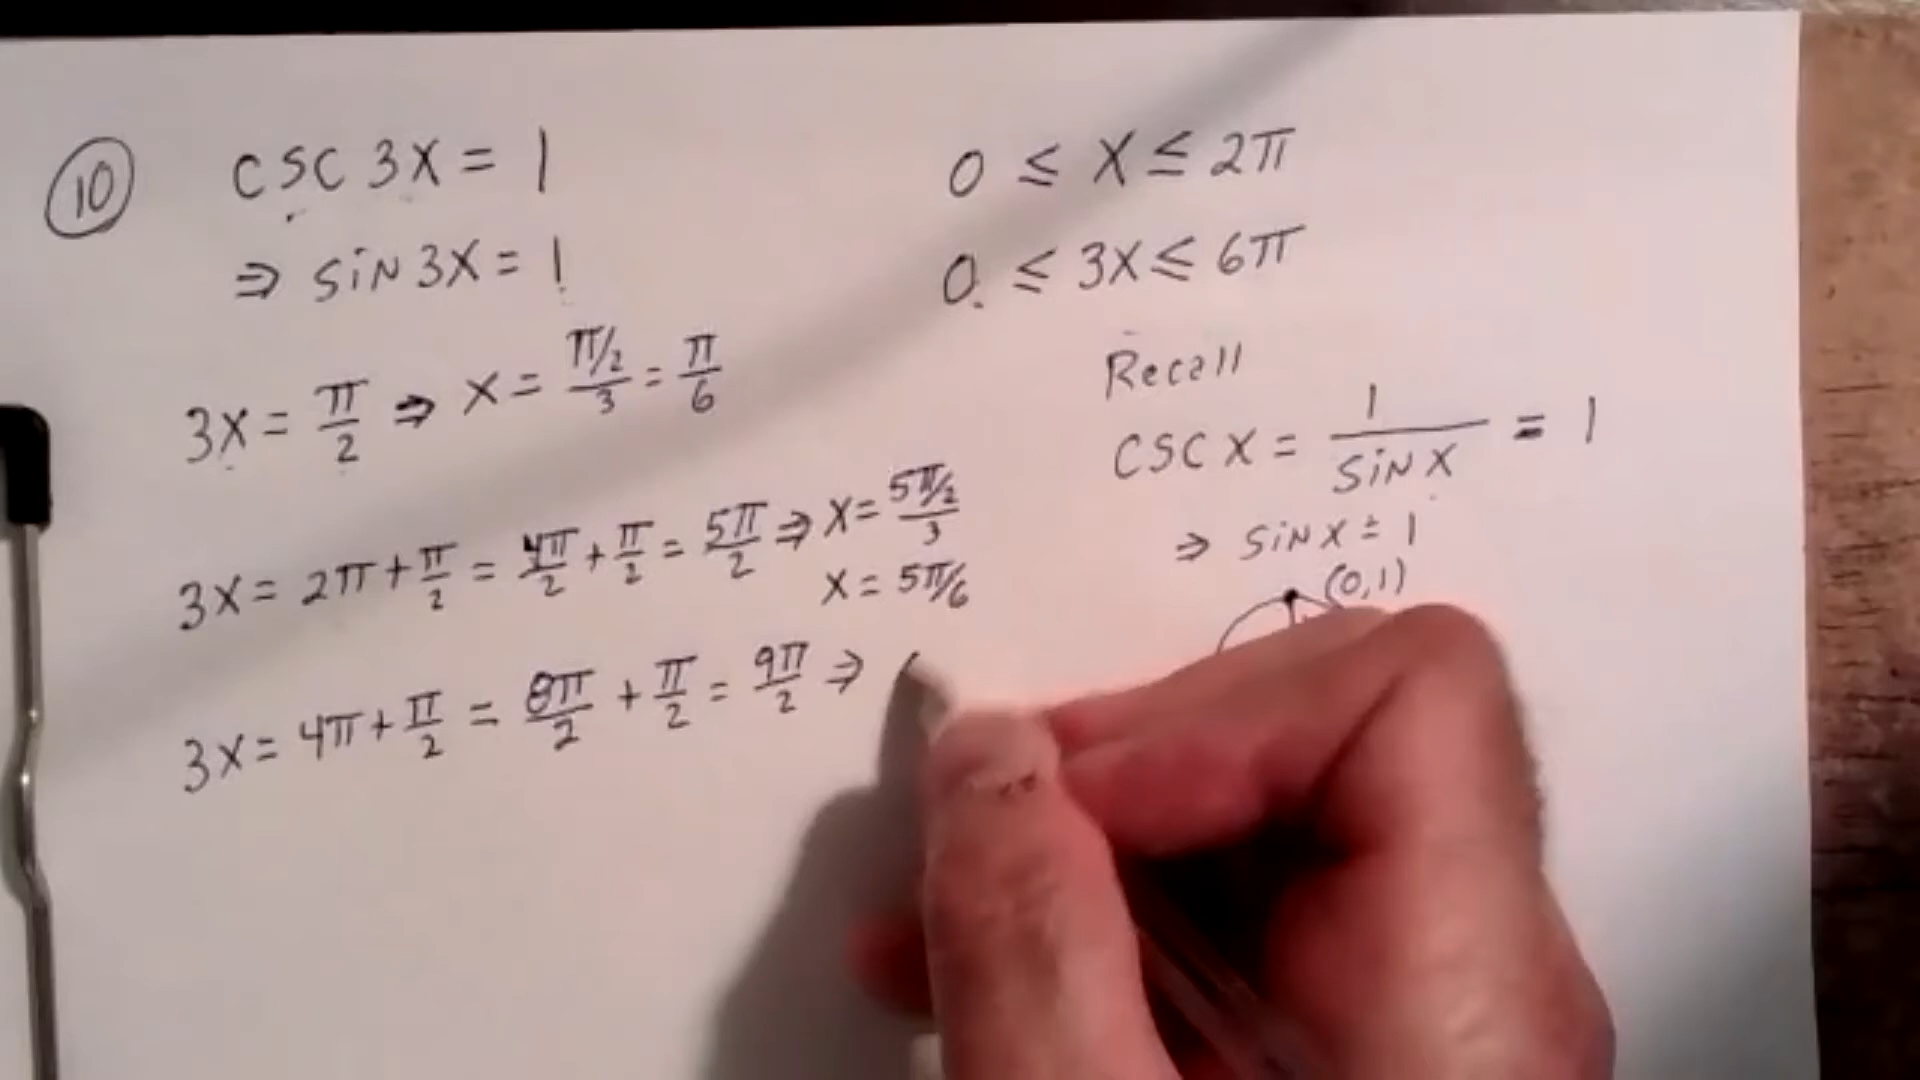 10 csc 3x = 1
⇒ sin 3x = 1
3x = π/2 ⇒ x = (π/2)/3 = π/6
3x = 2π + π/2 = 4π/2 + π/2 = 5π/2 ⇒ x = (5π/2)/3
x = 5π/6
3x = 4π + π/2 = 8π/2 + π/2 = 9π/2 ⇒
0 ≤ x ≤ 2π
0 ≤ 3x ≤ 6π
Recall
csc x = 1/sin x = 1
⇒ sin x = 1
(0,1)